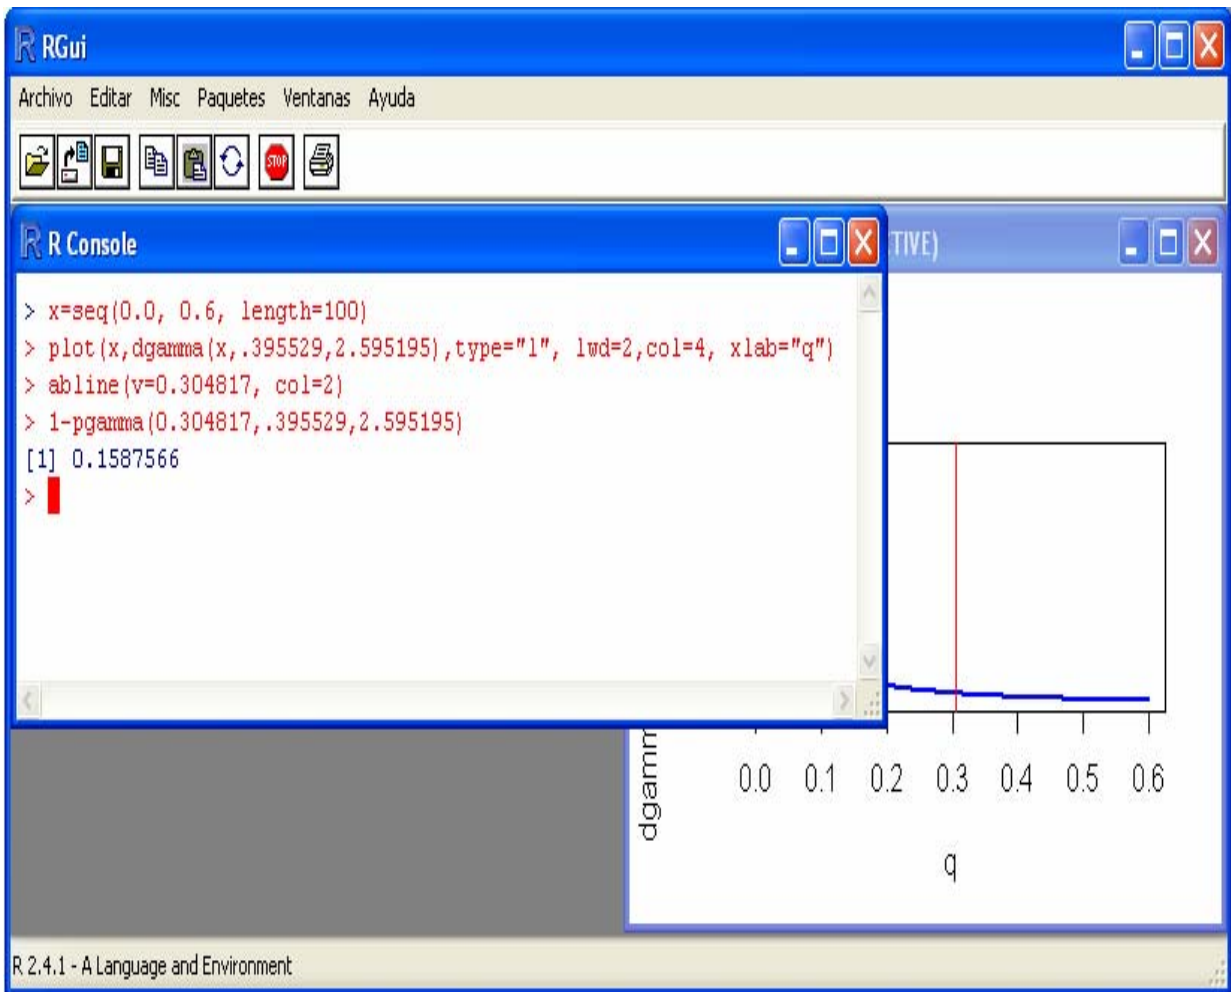 RGui
Archivo Editar Misc Paquetes Ventanas Ayuda
STOP
R Console
> x=seq(0.0, 0.6, length=100)
> plot(x,dgamma(x,.395529,2.595195),type="l", lwd=2,col=4, xlab="q")
> abline(v=0.304817, col=2)
> 1-pgamma(0.304817,.395529,2.595195)
[1] 0.1587566
>
TIVE)
dgamm
0.0 0.1 0.2 0.3 0.4 0.5 0.6
q
R 2.4.1 - A Language and Environment